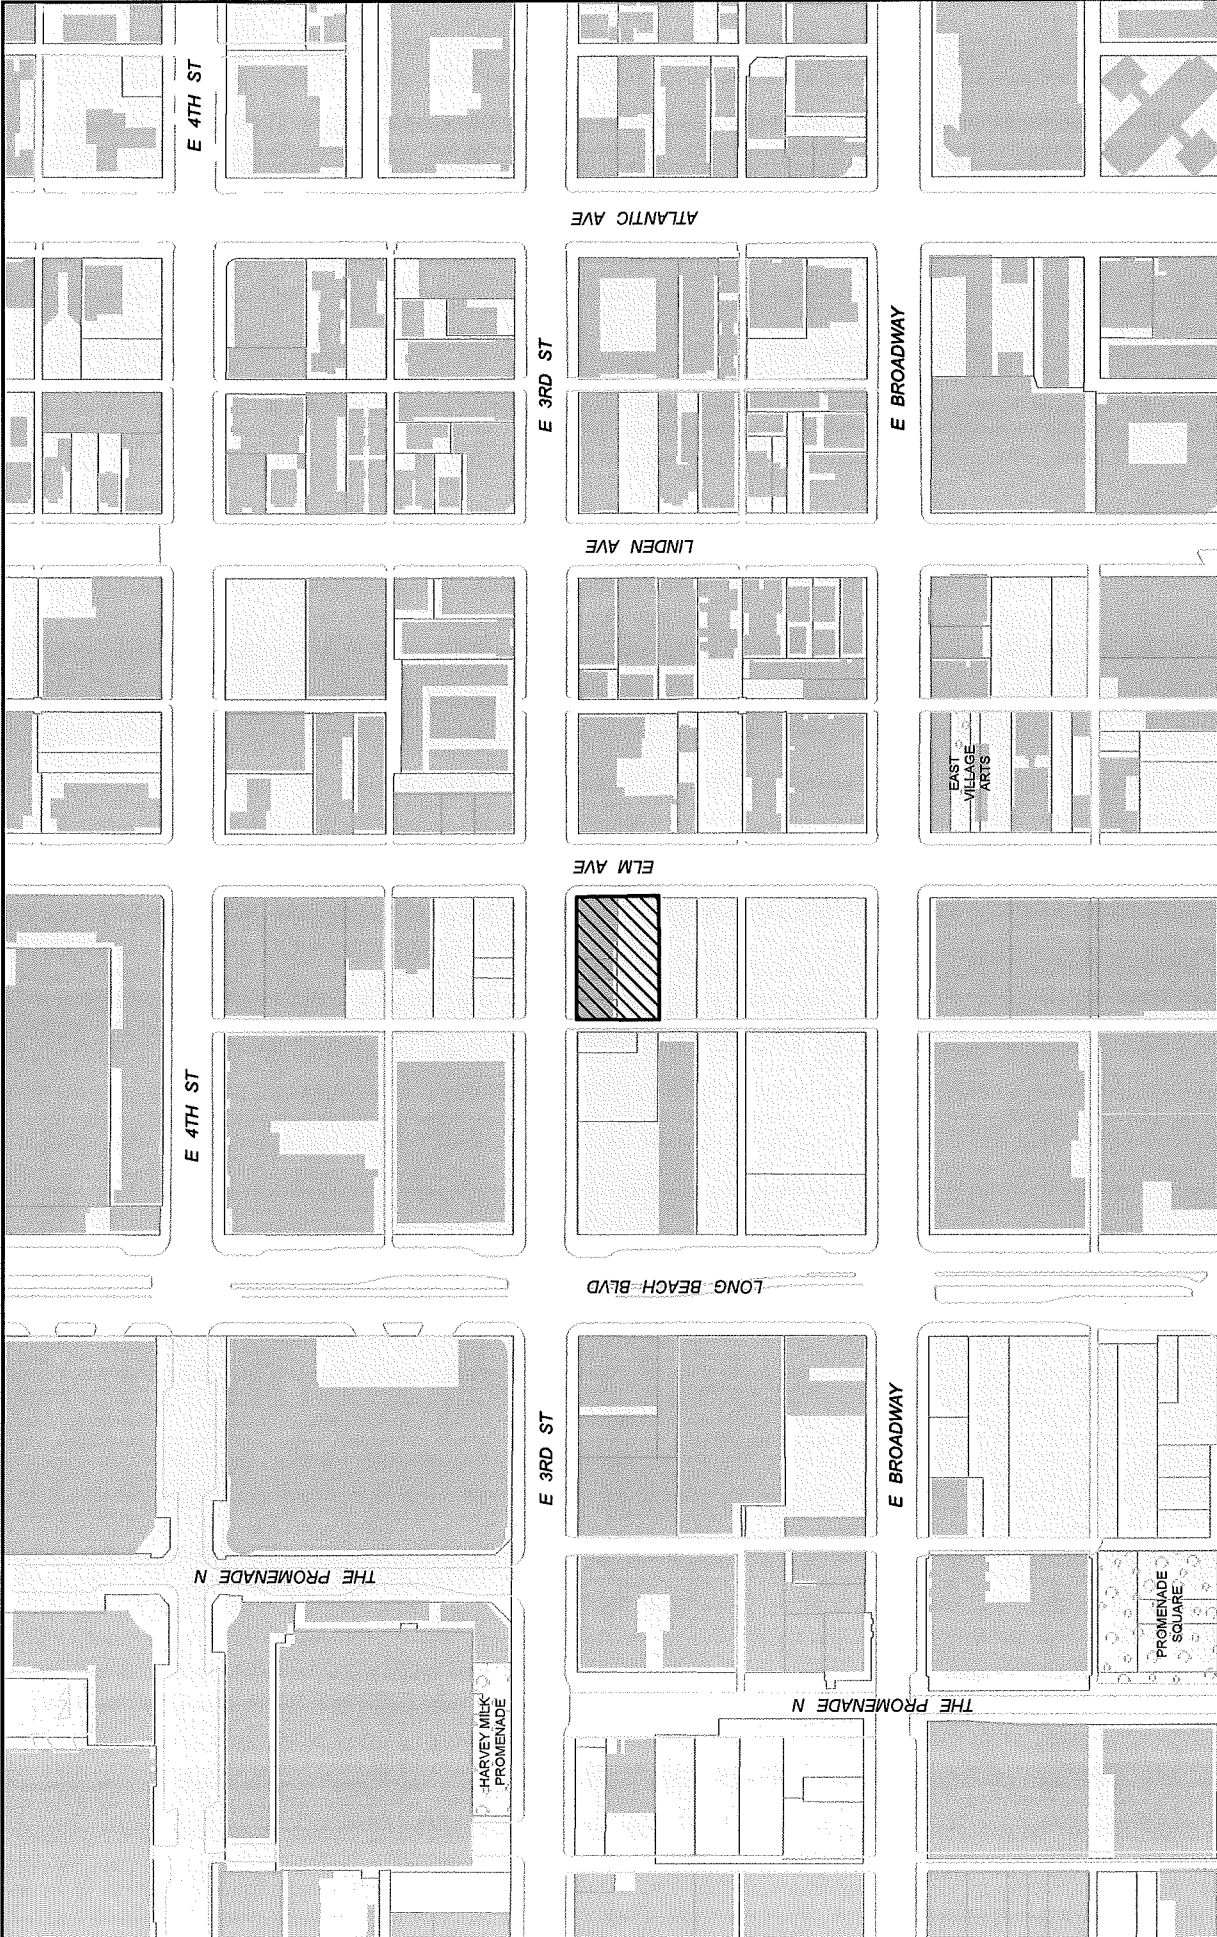 E 4TH ST
ATLANTIC AVE
E 3RD ST
E BROADWAY
LINDEN AVE
EAST
VILLAGE
ARTS
ELM AVE
E 4TH ST
LONG BEACH BLVD
E 3RD ST
E BROADWAY
THE PROMENADE N
PROMENADE
SQUARE
THE PROMENADE N
HARVEY MILK
PROMENADE